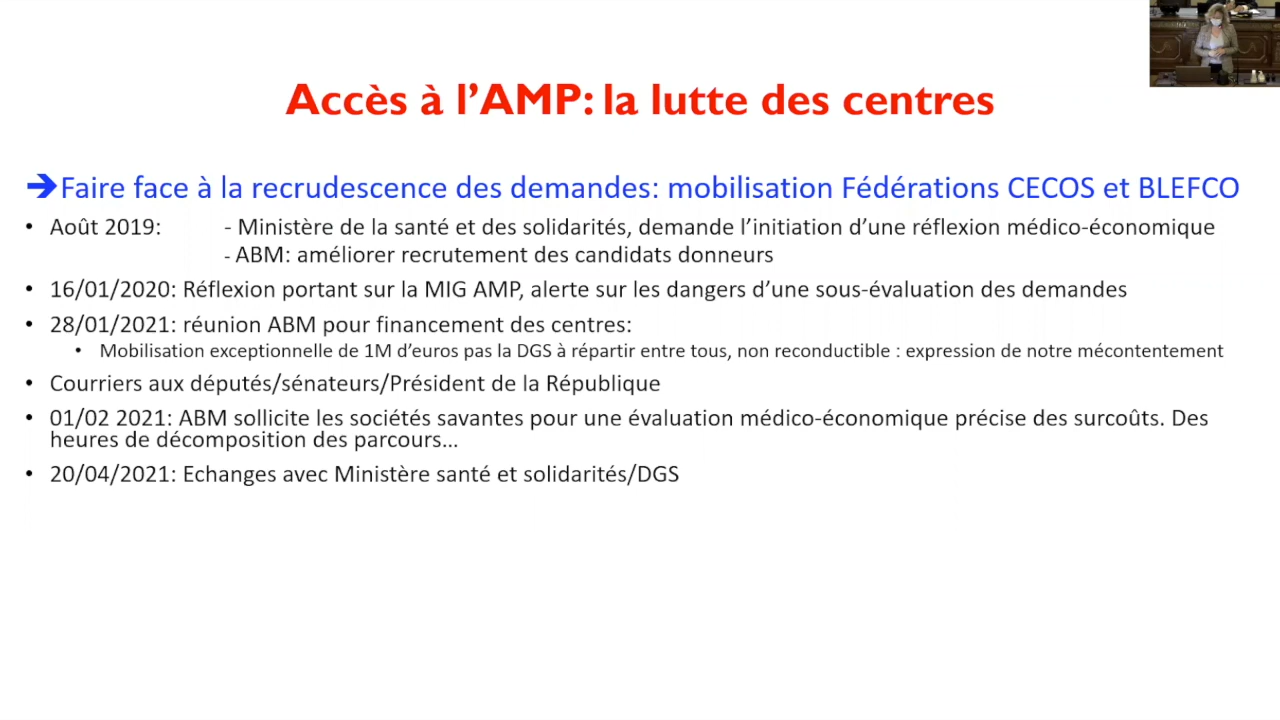 Accès à l’AMP: la lutte des centres
➔Faire face à la recrudescence des demandes: mobilisation Fédérations CECOS et BLEFCO
• Août 2019: - Ministère de la santé et des solidarités, demande l’initiation d’une réflexion médico-économique
- ABM: améliorer recrutement des candidats donneurs
• 16/01/2020: Réflexion portant sur la MIG AMP, alerte sur les dangers d’une sous-évaluation des demandes
• 28/01/2021: réunion ABM pour financement des centres:
• Mobilisation exceptionnelle de 1M d’euros pas la DGS à répartir entre tous, non reconductible : expression de notre mécontentement
• Courriers aux députés/sénateurs/Président de la République
• 01/02 2021: ABM sollicite les sociétés savantes pour une évaluation médico-économique précise des surcoûts. Des
heures de décomposition des parcours…
• 20/04/2021: Echanges avec Ministère santé et solidarités/DGS